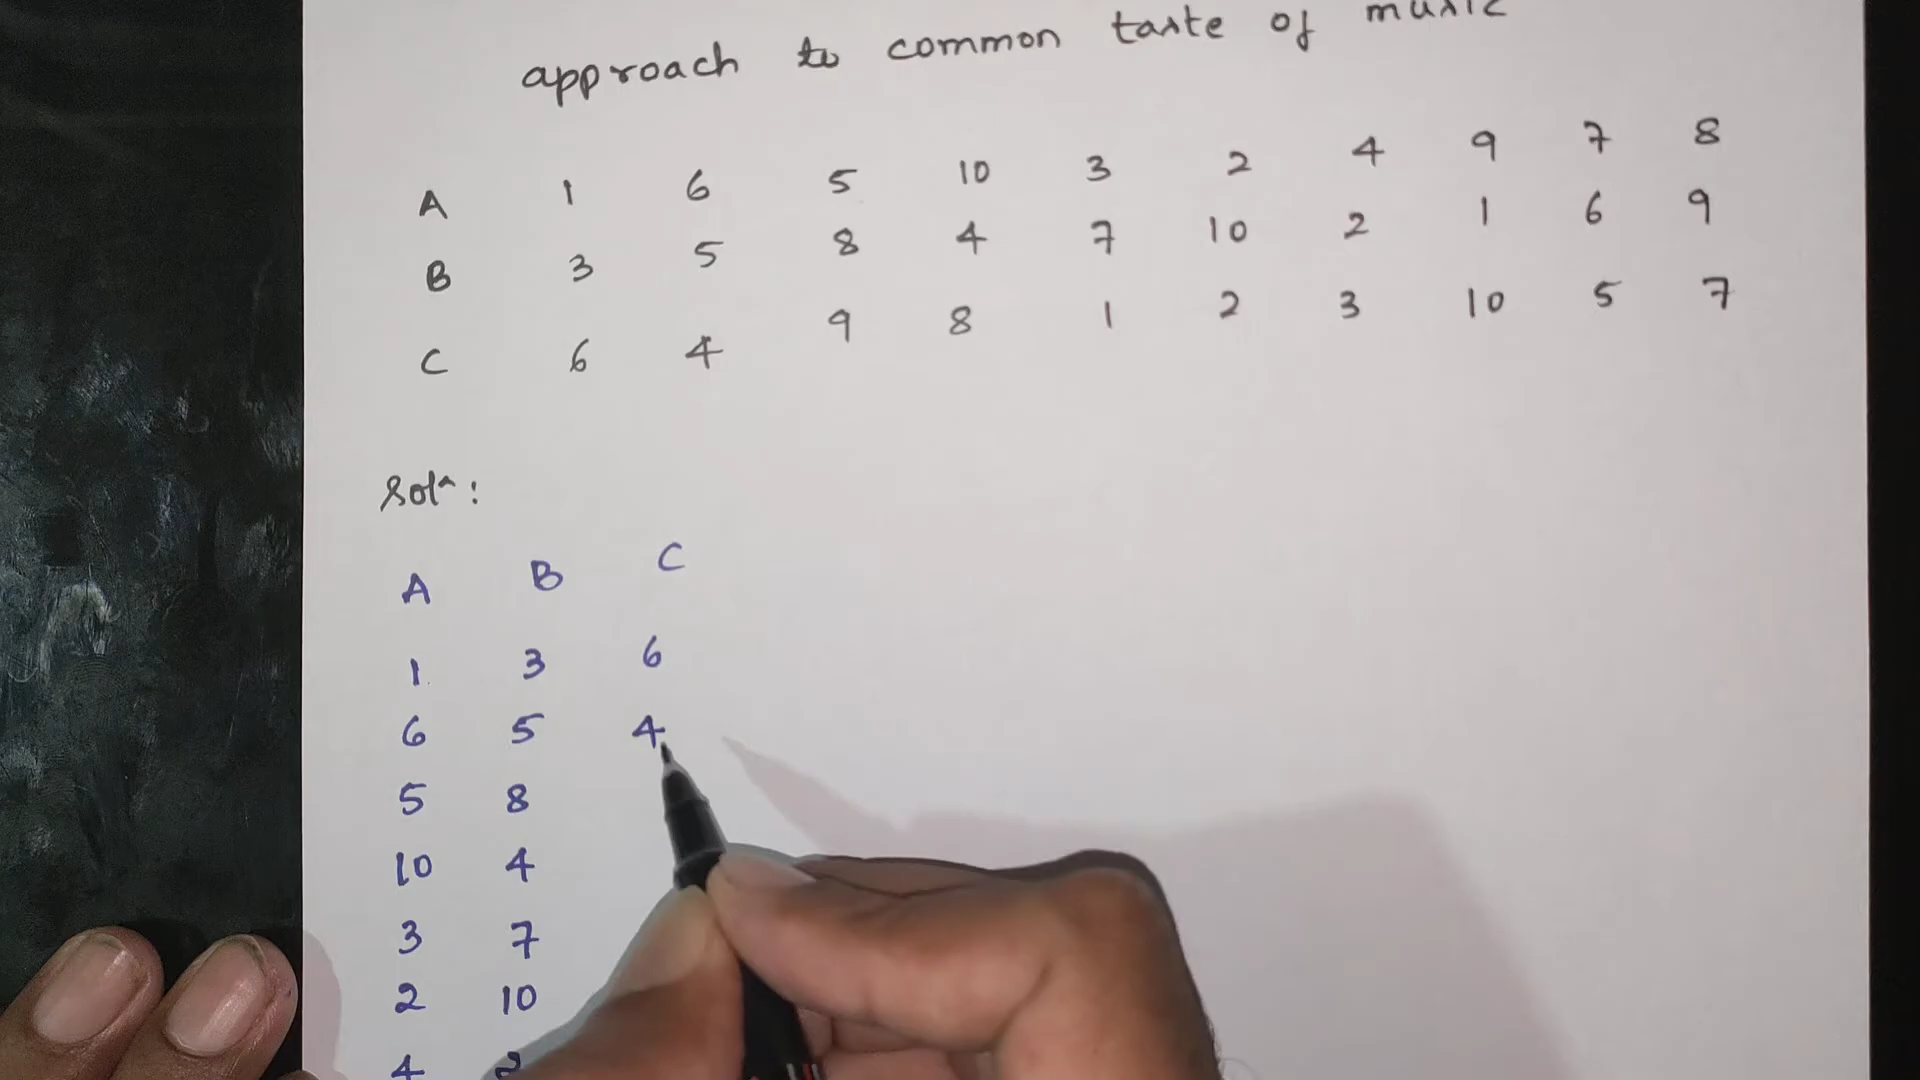 approach to common taste of music
A 1 6 5 10 3 2 4 9 7 8
B 3 5 8 4 7 10 2 1 6 9
C 6 4 9 8 1 2 3 10 5 7
Solⁿ:
A B C
1 3 6
6 5 4
5 8
10 4
3 7
2 10
4 2